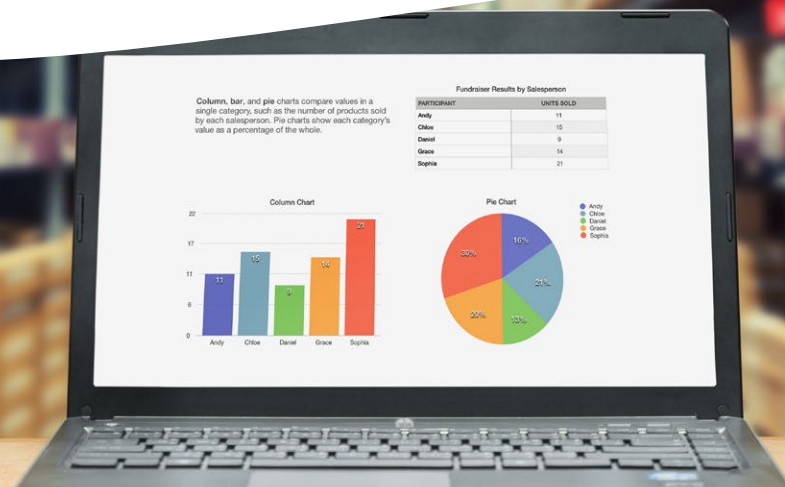 Column, bar, and pie charts compare values in a
single category, such as the number of products sold
by each salesperson. Pie charts show each category's
value as a percentage of the whole.
Fundraiser Results by Salesperson
PARTICIPANT UNITS SOLD
Andy 11
Chloe 15
Daniel 9
Grace 14
Sophia 21
Column Chart
22
17
11
6
0
11
15
9
14
21
Andy Chloe Daniel Grace Sophia
Pie Chart
16%
21%
13%
20%
30%
Andy
Chloe
Daniel
Grace
Sophia